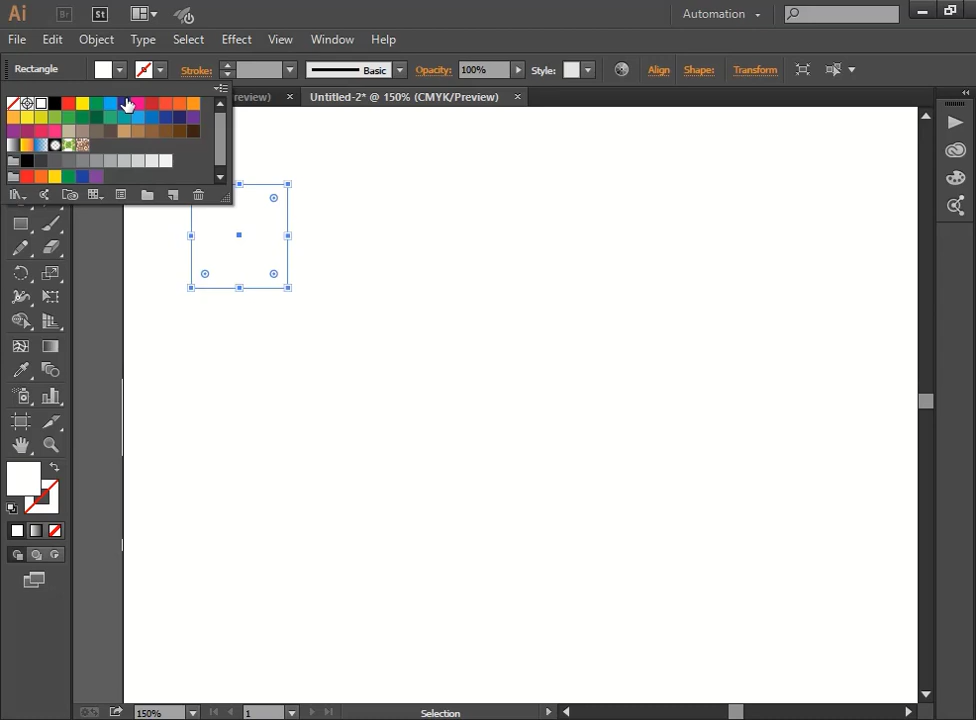 Ai Br St Automation
File Edit Object Type Select Effect View Window Help
Rectangle Stroke: Basic Opacity: 100% Style: Align Shape: Transform
review) × Untitled-2* @ 150% (CMYK/Preview) ×
150% 1 Selection